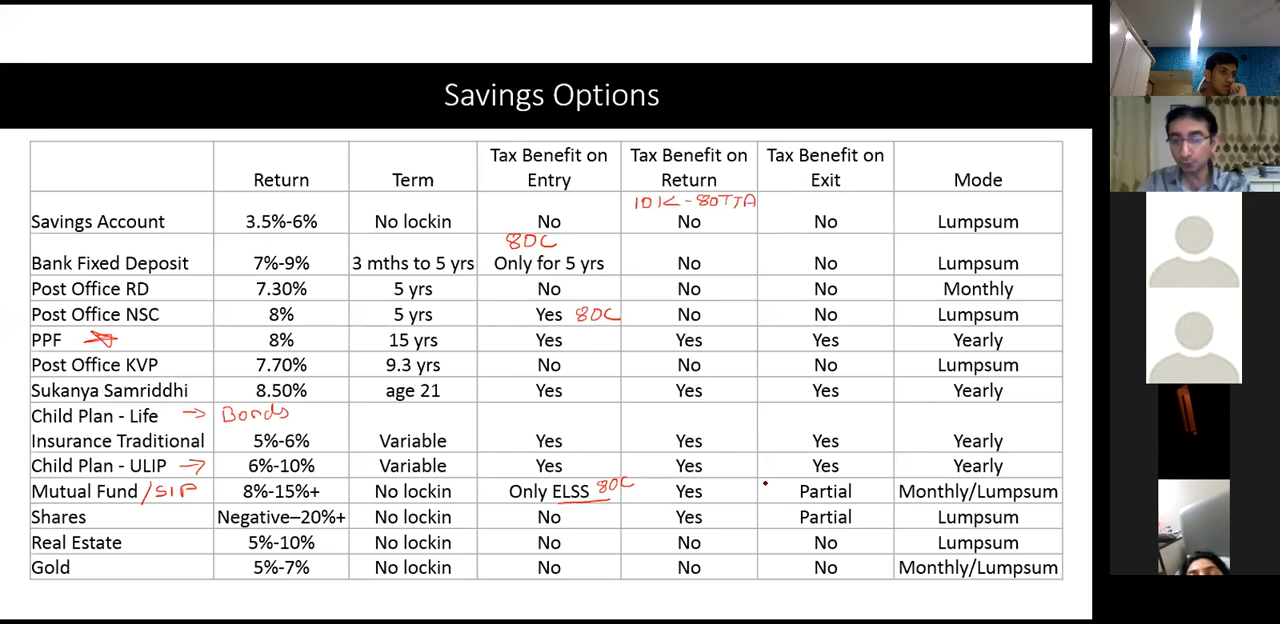 Savings Options
Return Term Tax Benefit on Entry Tax Benefit on Return Tax Benefit on Exit Mode
10K - 80TTA
Savings Account 3.5%-6% No lockin No No No Lumpsum
80C
Bank Fixed Deposit 7%-9% 3 mths to 5 yrs Only for 5 yrs No No Lumpsum
Post Office RD 7.30% 5 yrs No No No Monthly
Post Office NSC 8% 5 yrs Yes 80C No No Lumpsum
PPF 8% 15 yrs Yes Yes Yes Yearly
Post Office KVP 7.70% 9.3 yrs No No No Lumpsum
Sukanya Samriddhi 8.50% age 21 Yes Yes Yes Yearly
Child Plan - Life → Bonds
Insurance Traditional 5%-6% Variable Yes Yes Yes Yearly
Child Plan - ULIP → 6%-10% Variable Yes Yes Yes Yearly
Mutual Fund /SIP 8%-15%+ No lockin Only ELSS 80C Yes Partial Monthly/Lumpsum
Shares Negative–20%+ No lockin No Yes Partial Lumpsum
Real Estate 5%-10% No lockin No No No Lumpsum
Gold 5%-7% No lockin No No No Monthly/Lumpsum